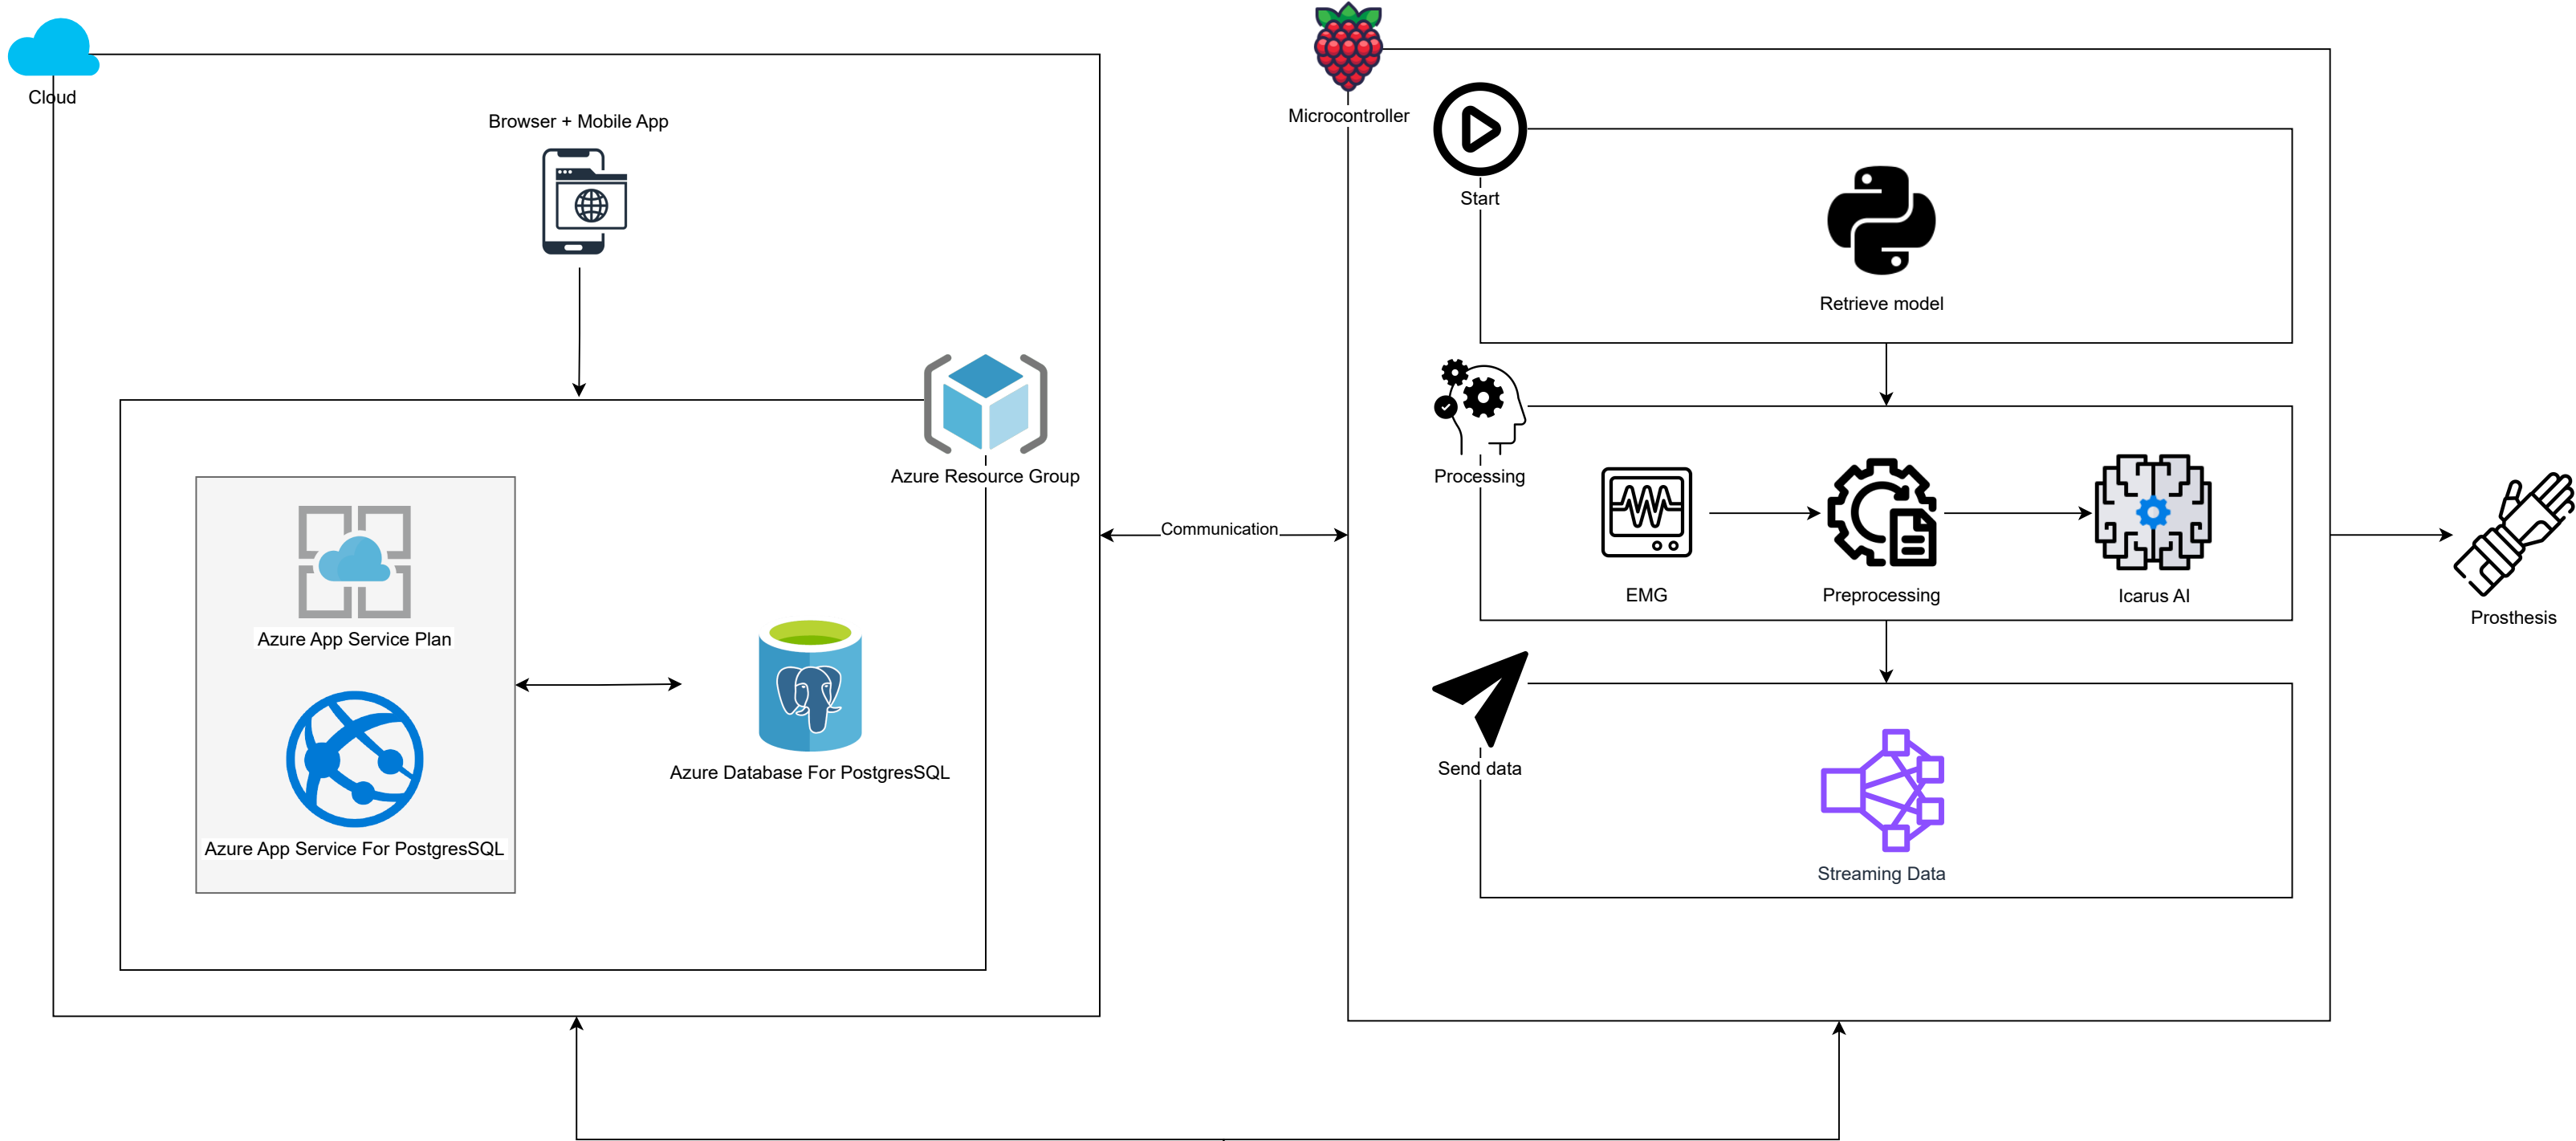 Cloud
Browser + Mobile App
Azure Resource Group
Azure App Service Plan
Azure App Service For PostgresSQL
Azure Database For PostgresSQL
Communication
Microcontroller
Start
Retrieve model
Processing
EMG
Preprocessing
Icarus AI
Send data
Streaming Data
Prosthesis